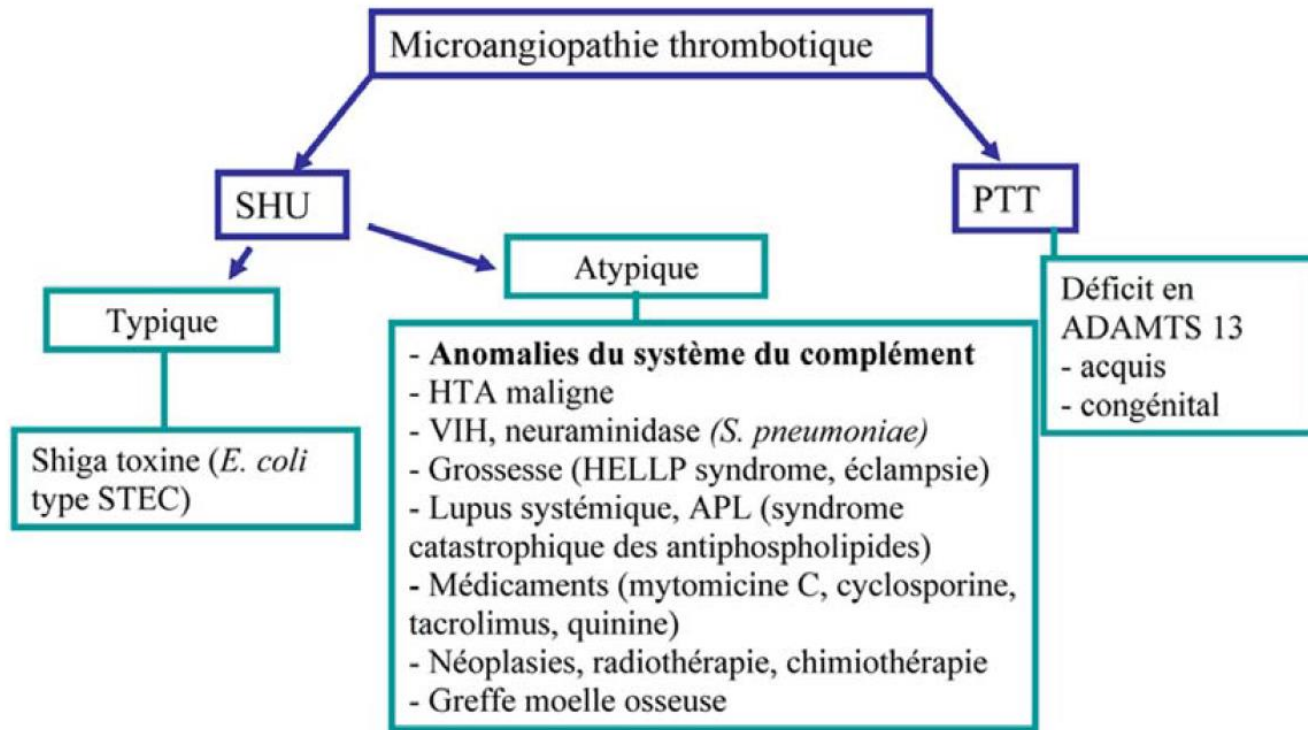 Microangiopathie thrombotique
SHU
PTT
Typique
Atypique
Shiga toxine (E. coli
type STEC)
- Anomalies du système du complément
- HTA maligne
- VIH, neuraminidase (S. pneumoniae)
- Grossesse (HELLP syndrome, éclampsie)
- Lupus systémique, APL (syndrome
catastrophique des antiphospholipides)
- Médicaments (mytomicine C, cyclosporine,
tacrolimus, quinine)
- Néoplasies, radiothérapie, chimiothérapie
- Greffe moelle osseuse
Déficit en
ADAMTS 13
- acquis
- congénital